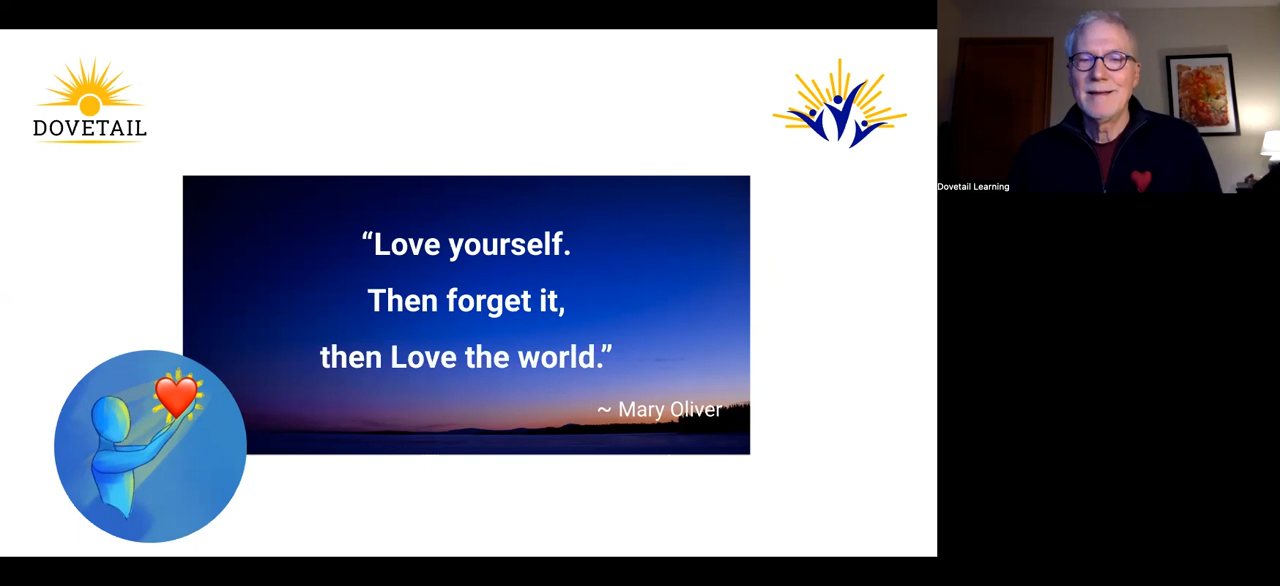 DOVETAIL
“Love yourself.
Then forget it,
then Love the world.”
~ Mary Oliver
Dovetail Learning